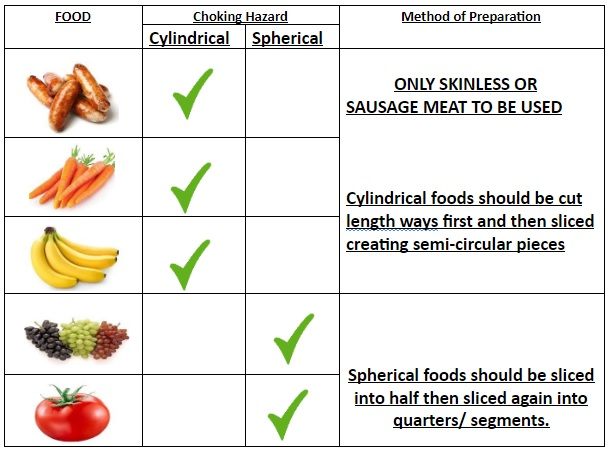 FOOD
Choking Hazard
Method of Preparation
Cylindrical
Spherical
ONLY SKINLESS OR
SAUSAGE MEAT TO BE USED
Cylindrical foods should be cut
length ways first and then sliced
creating semi-circular pieces
Spherical foods should be sliced
into half then sliced again into
quarters/ segments.